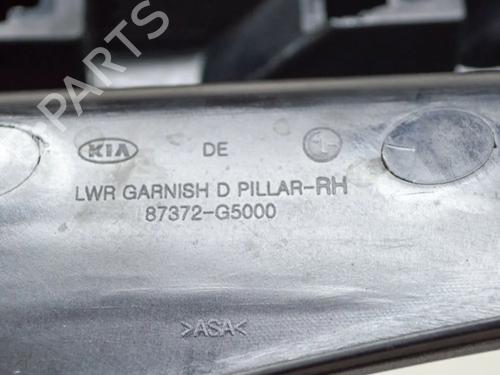 PARTS
KIA DE
LWR GARNISH D PILLAR-RH
87372-G5000
>ASA<